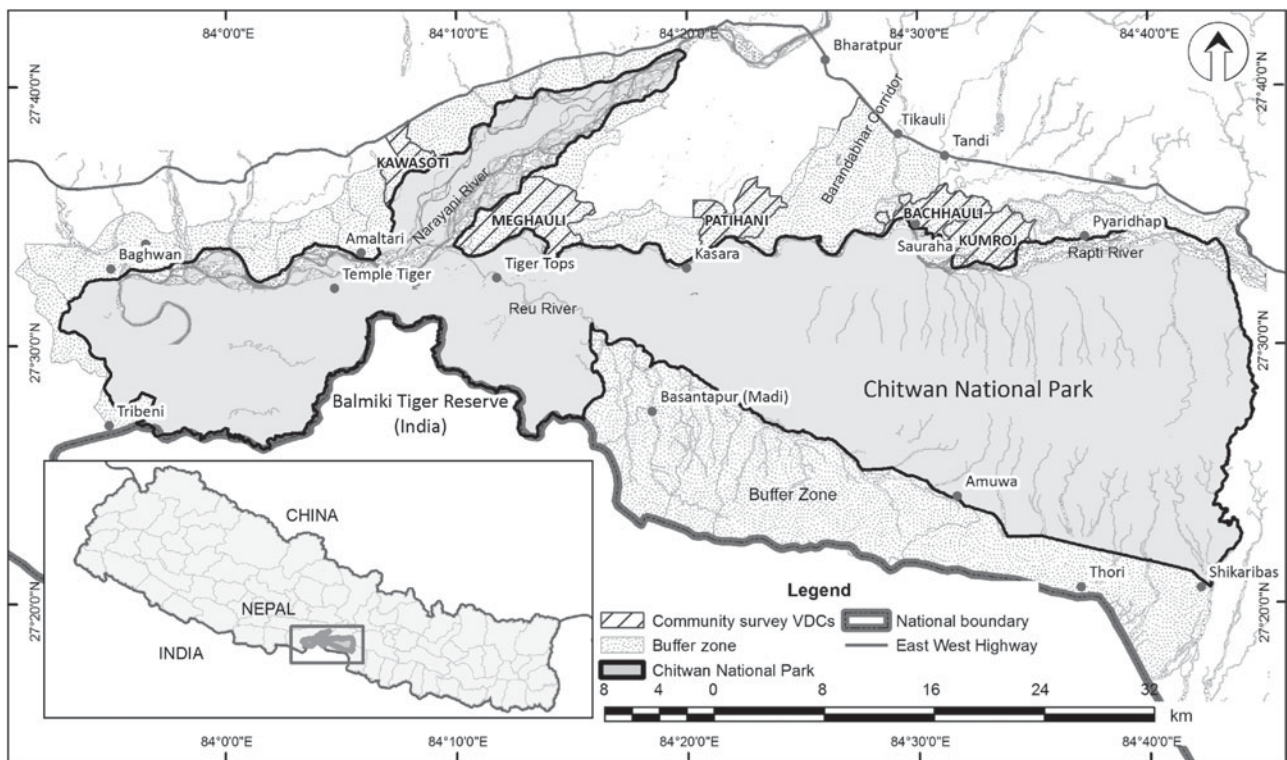 84°0'0"E
84°10'0"E
84°20'0"E
84°30'0"E
84°40'0"E
27°40'0"N
27°40'0"N
Bharatpur
Tikauli
Tandi
Barandabhar Corridor
KAWASOTI
Narayani River
MEGHAULI
PATIHANI
BACHHAULI
KUMROJ
Pyaridhap
Rapti River
Sauraha
Baghwan
Amaltari
Temple Tiger
Tiger Tops
Kasara
Reu River
27°30'0"N
27°30'0"N
Chitwan National Park
Balmiki Tiger Reserve
(India)
Basantapur (Madi)
Tribeni
Buffer Zone
Amuwa
Thori
Shikaribas
CHINA
NEPAL
INDIA
27°20'0"N
27°20'0"N
Legend
Community survey VDCs
National boundary
Buffer zone
East West Highway
Chitwan National Park
8 4 0 8 16 24 32
km
84°0'0"E
84°10'0"E
84°20'0"E
84°30'0"E
84°40'0"E